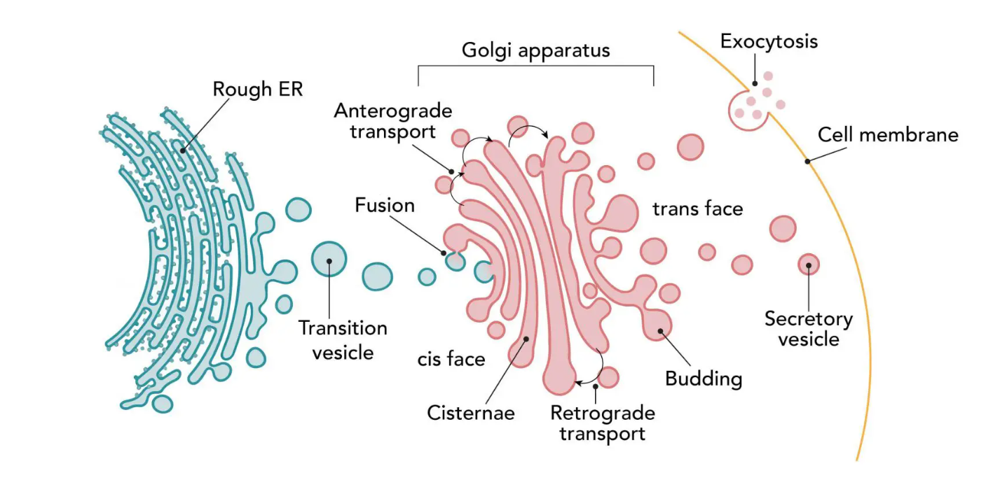 Golgi apparatus
Exocytosis
Rough ER
Anterograde
transport
Cell membrane
Fusion
trans face
Transition
vesicle
Secretory
vesicle
cis face
Budding
Cisternae
Retrograde
transport